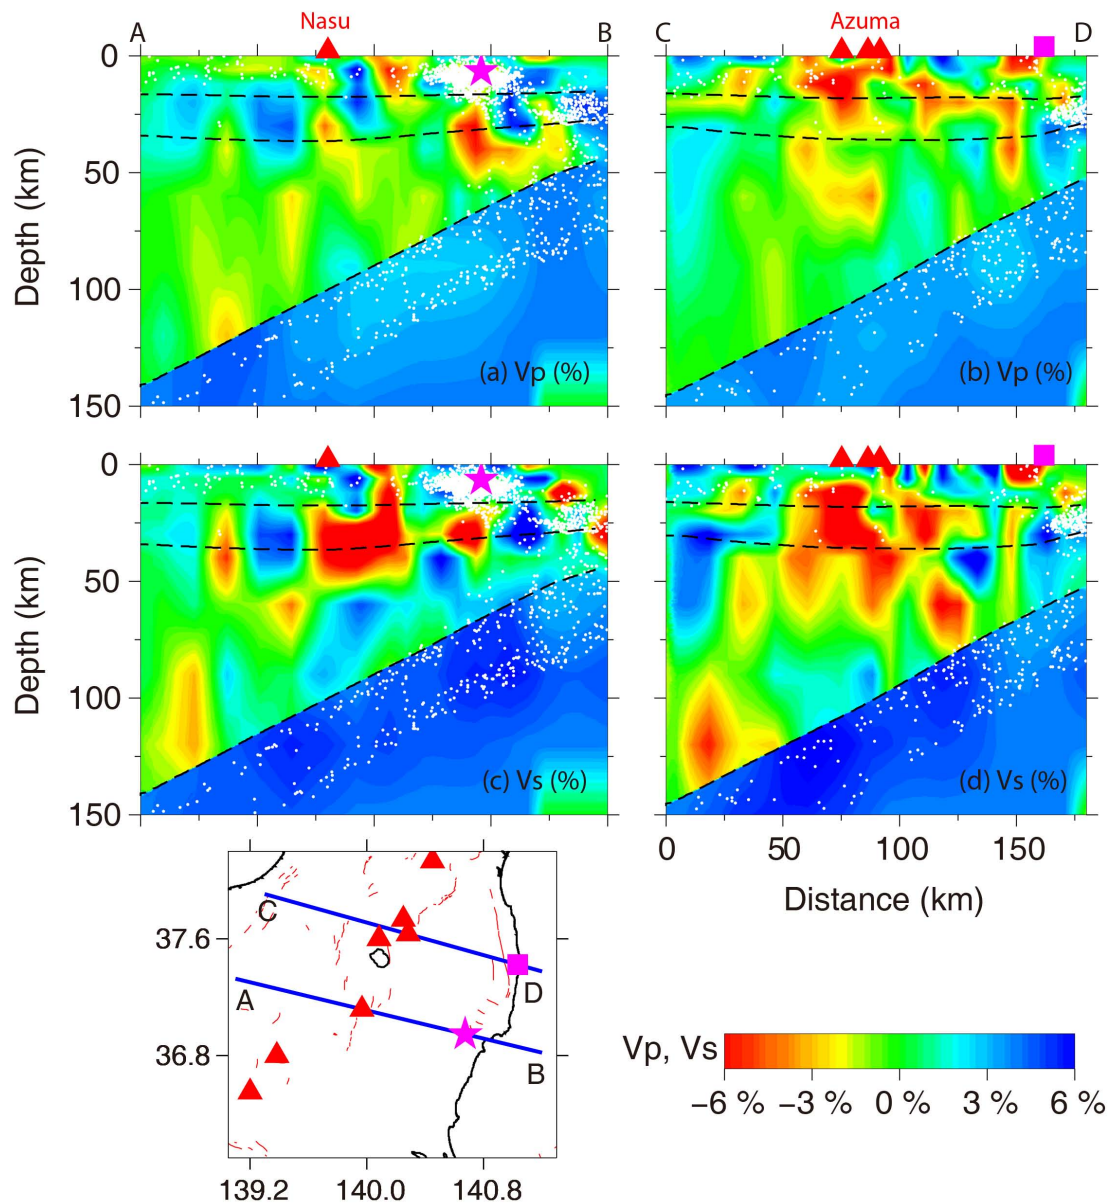 A Nasu B
C Azuma D
0
50
100
150
Depth (km)
(a) Vp (%)
(b) Vp (%)
0
50
100
150
Depth (km)
(c) Vs (%)
(d) Vs (%)
0 50 100 150
Distance (km)
37.6
36.8
C
A
D
B
139.2 140.0 140.8
Vp, Vs
−6 % −3 % 0 % 3 % 6 %